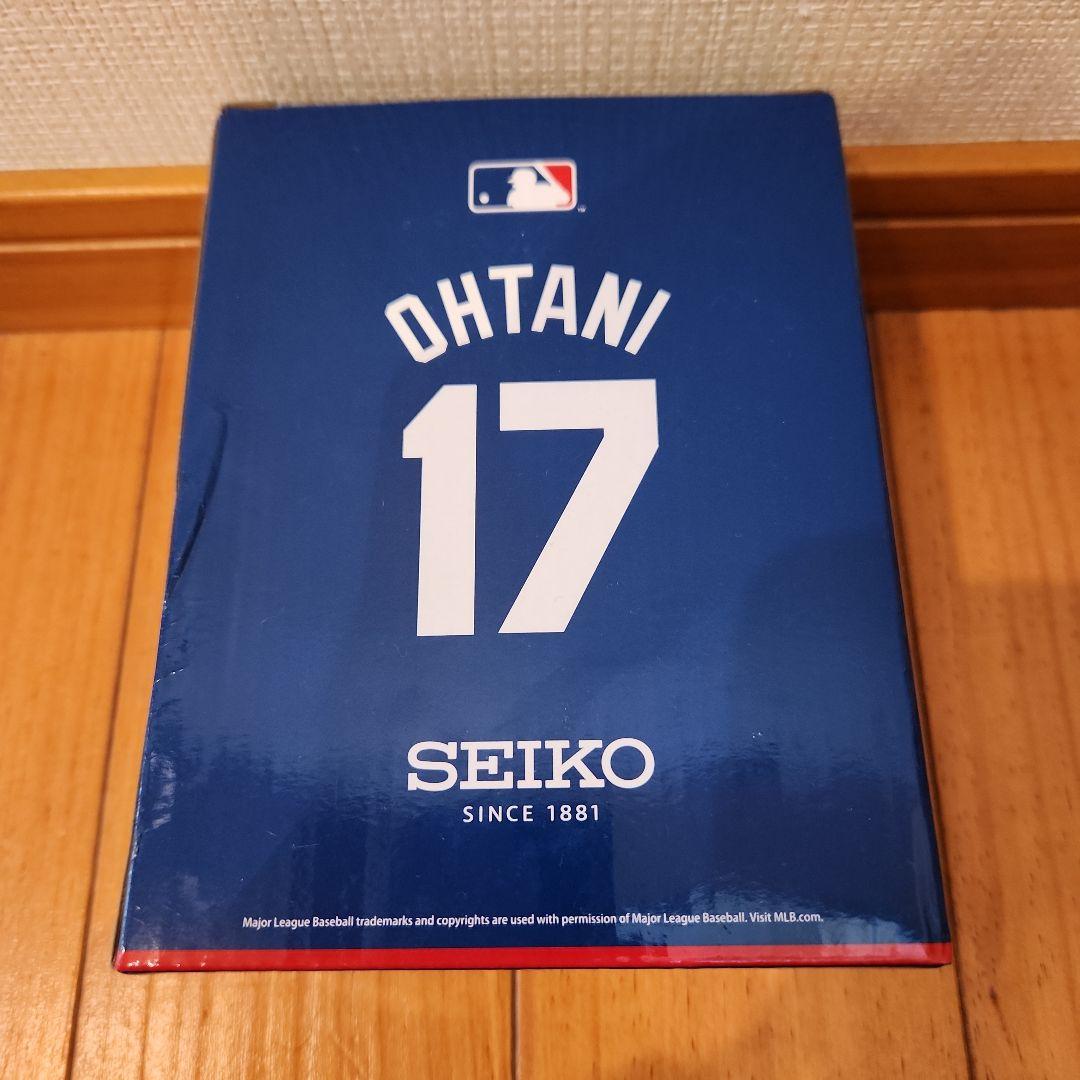 OHTANI
17
SEIKO
SINCE 1881
Major League Baseball trademarks and copyrights are used with permission of Major League Baseball. Visit MLB.com.